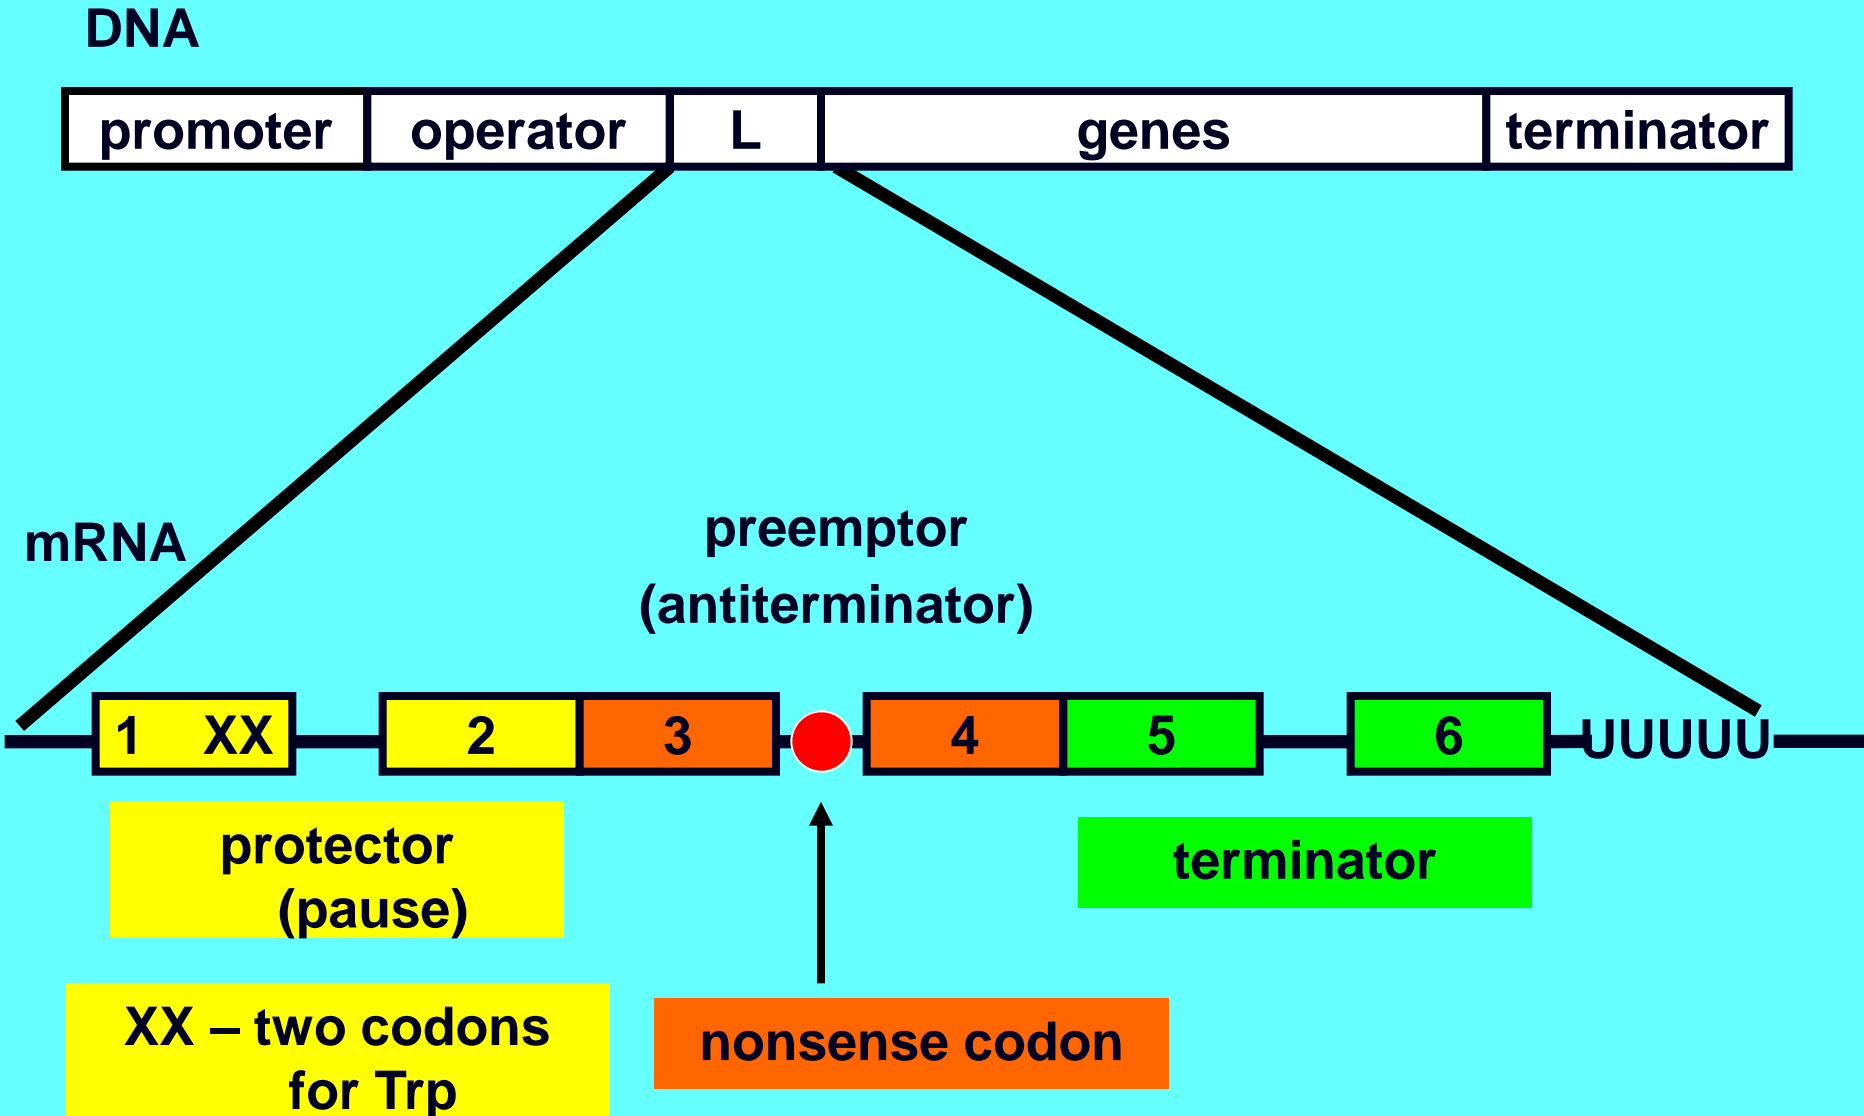 DNA
promoter operator L genes terminator
mRNA
preemptor
(antiterminator)
1 XX 2 3 4 5 6 UUUUU
protector
(pause)
terminator
XX – two codons
for Trp
nonsense codon